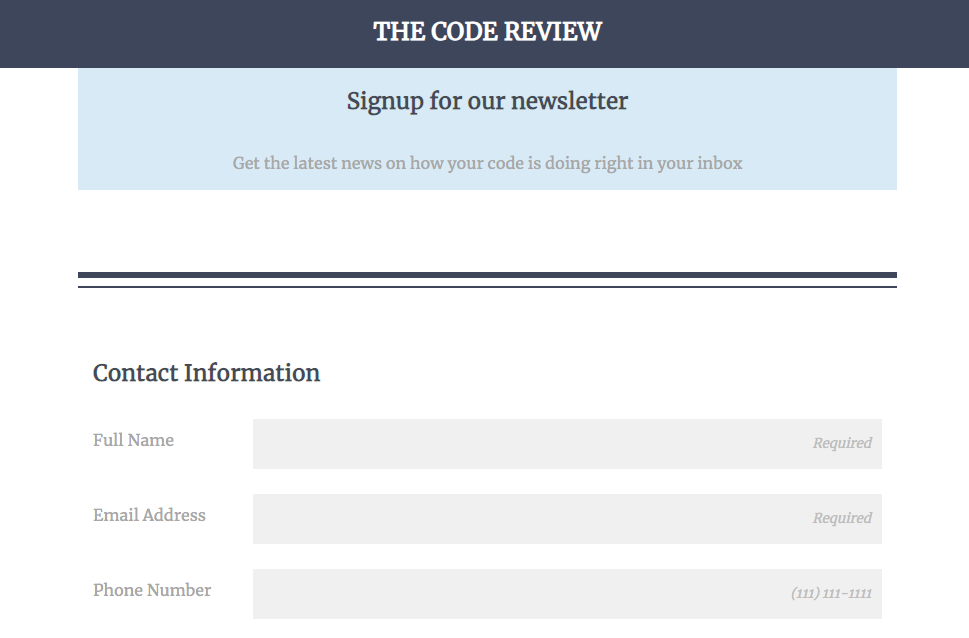 THE CODE REVIEW
Signup for our newsletter
Get the latest news on how your code is doing right in your inbox
Contact Information
Full Name
Required
Email Address
Required
Phone Number
(111) 111-1111